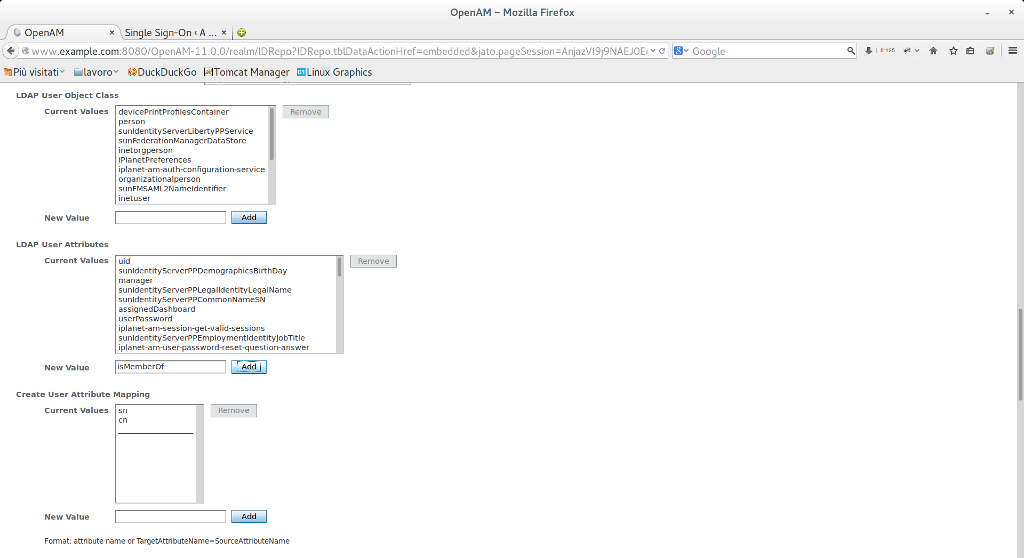 OpenAM – Mozilla Firefox
OpenAM
Single Sign-On ‹ A ...
www.example.com:8080/OpenAM-11.0.0/realm/IDRepo?IDRepo.tblDataActionHref=embedded&jato.pageSession=AnjazVI9j9NAEJ0E
Google
Più visitati
lavoro
DuckDuckGo
Tomcat Manager
Linux Graphics
LDAP User Object Class
Current Values
devicePrintProfilesContainer
Remove
person
sunIdentityServerLibertyPPService
sunFederationManagerDataStore
inetorgperson
iPlanetPreferences
iplanet-am-auth-configuration-service
organizationalperson
sunFMSAML2NameIdentifier
inetuser
New Value
Add
LDAP User Attributes
Current Values
uid
Remove
sunIdentityServerPPDemographicsBirthDay
manager
sunIdentityServerPPLegalIdentityLegalName
sunIdentityServerPPCommonNameSN
assignedDashboard
userPassword
iplanet-am-session-get-valid-sessions
sunIdentityServerPPEmploymentIdentityJobTitle
iplanet-am-user-password-reset-question-answer
New Value
isMemberOf
Add
Create User Attribute Mapping
Current Values
sn
Remove
cn
New Value
Add
Format: attribute name or TargetAttributeName=SourceAttributeName